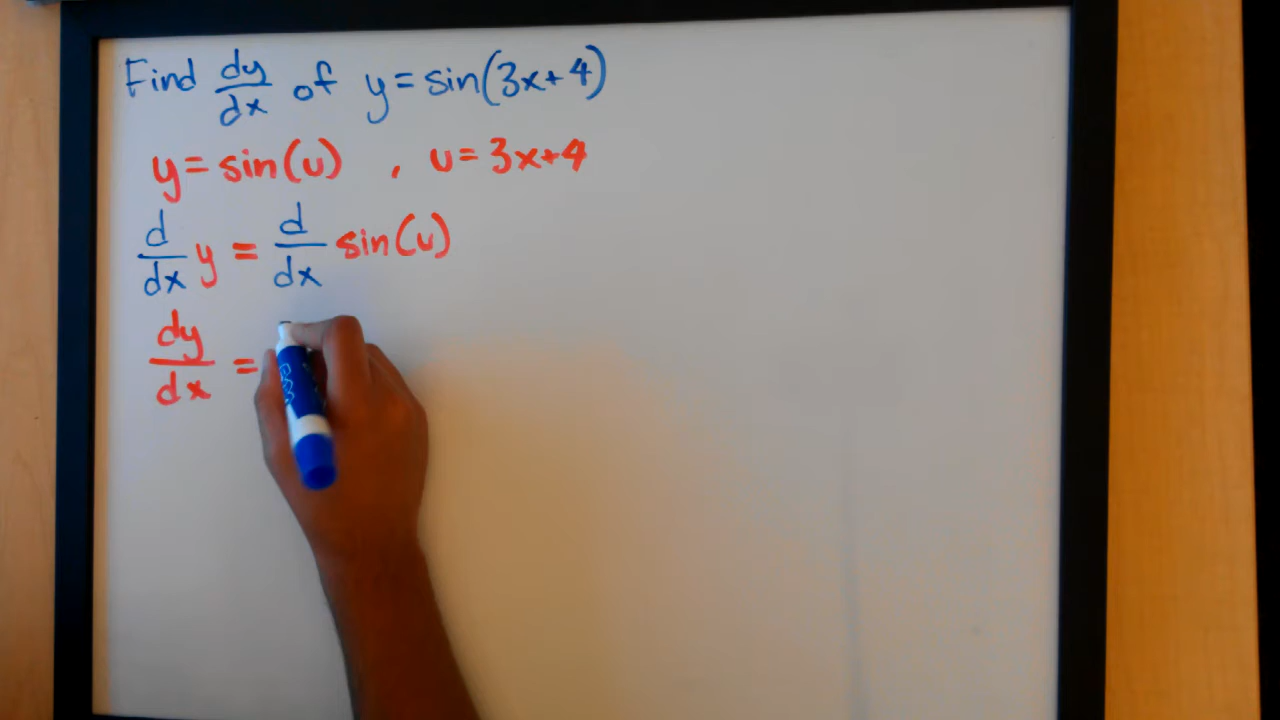 Find dy/dx of y = sin(3x+4)
y = sin(u) , u = 3x+4
d/dx y = d/dx sin(u)
dy/dx =